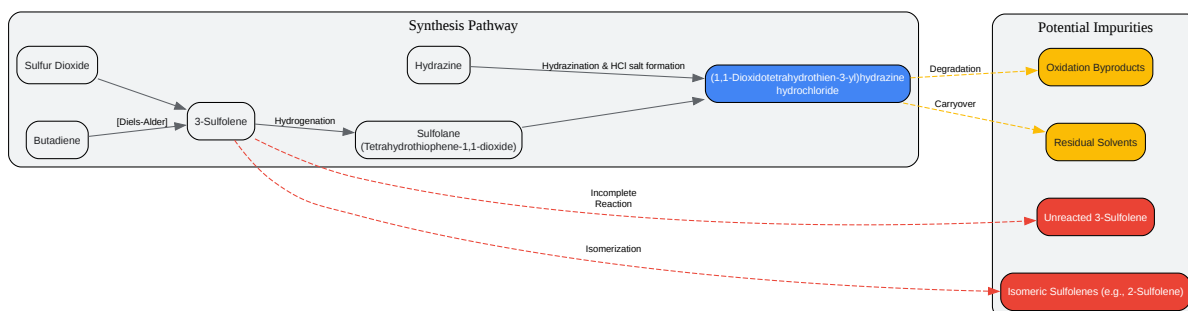 Synthesis Pathway
Potential Impurities
Sulfur Dioxide
Hydrazine
Hydrazination & HCl salt formation
(1,1-Dioxidotetrahydrothien-3-yl)hydrazine
hydrochloride
Degradation
Oxidation Byproducts
Butadiene
[Diels-Alder]
3-Sulfolene
Hydrogenation
Sulfolane
(Tetrahydrothiophene-1,1-dioxide)
Carryover
Residual Solvents
Incomplete
Reaction
Unreacted 3-Sulfolene
Isomerization
Isomeric Sulfolenes (e.g., 2-Sulfolene)